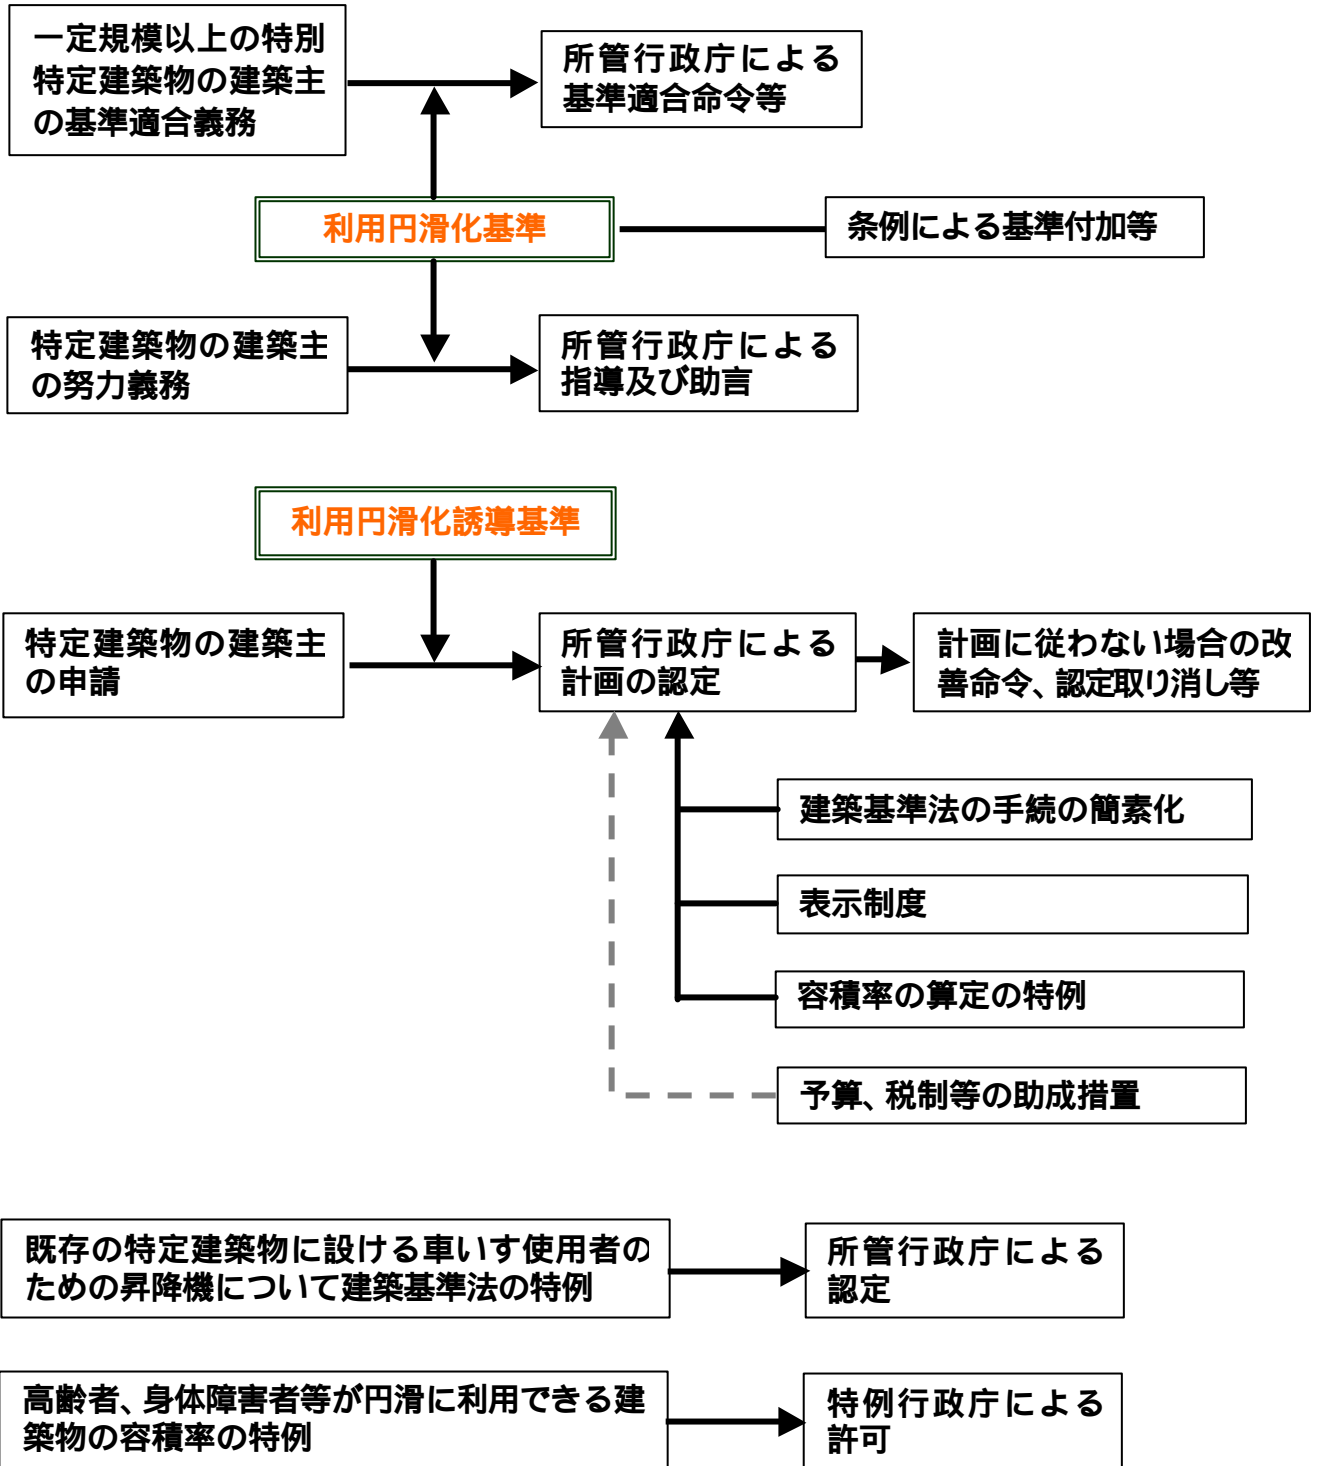 一定規模以上の特別
特定建築物の建築主
の基準適合義務
所管行政庁による
基準適合命令等
利用円滑化基準
条例による基準付加等
特定建築物の建築主
の努力義務
所管行政庁による
指導及び助言
利用円滑化誘導基準
特定建築物の建築主
の申請
所管行政庁による
計画の認定
計画に従わない場合の改
善命令、認定取り消し等
建築基準法の手続の簡素化
表示制度
容積率の算定の特例
予算、税制等の助成措置
既存の特定建築物に設ける車いす使用者の
ための昇降機について建築基準法の特例
所管行政庁による
認定
高齢者、身体障害者等が円滑に利用できる建
築物の容積率の特例
特例行政庁による
許可